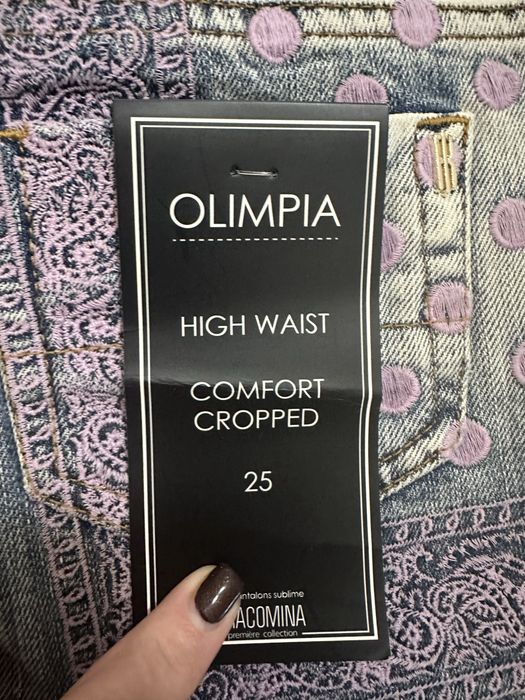 OLIMPIA
HIGH WAIST
COMFORT
CROPPED
25
sublime
première collection